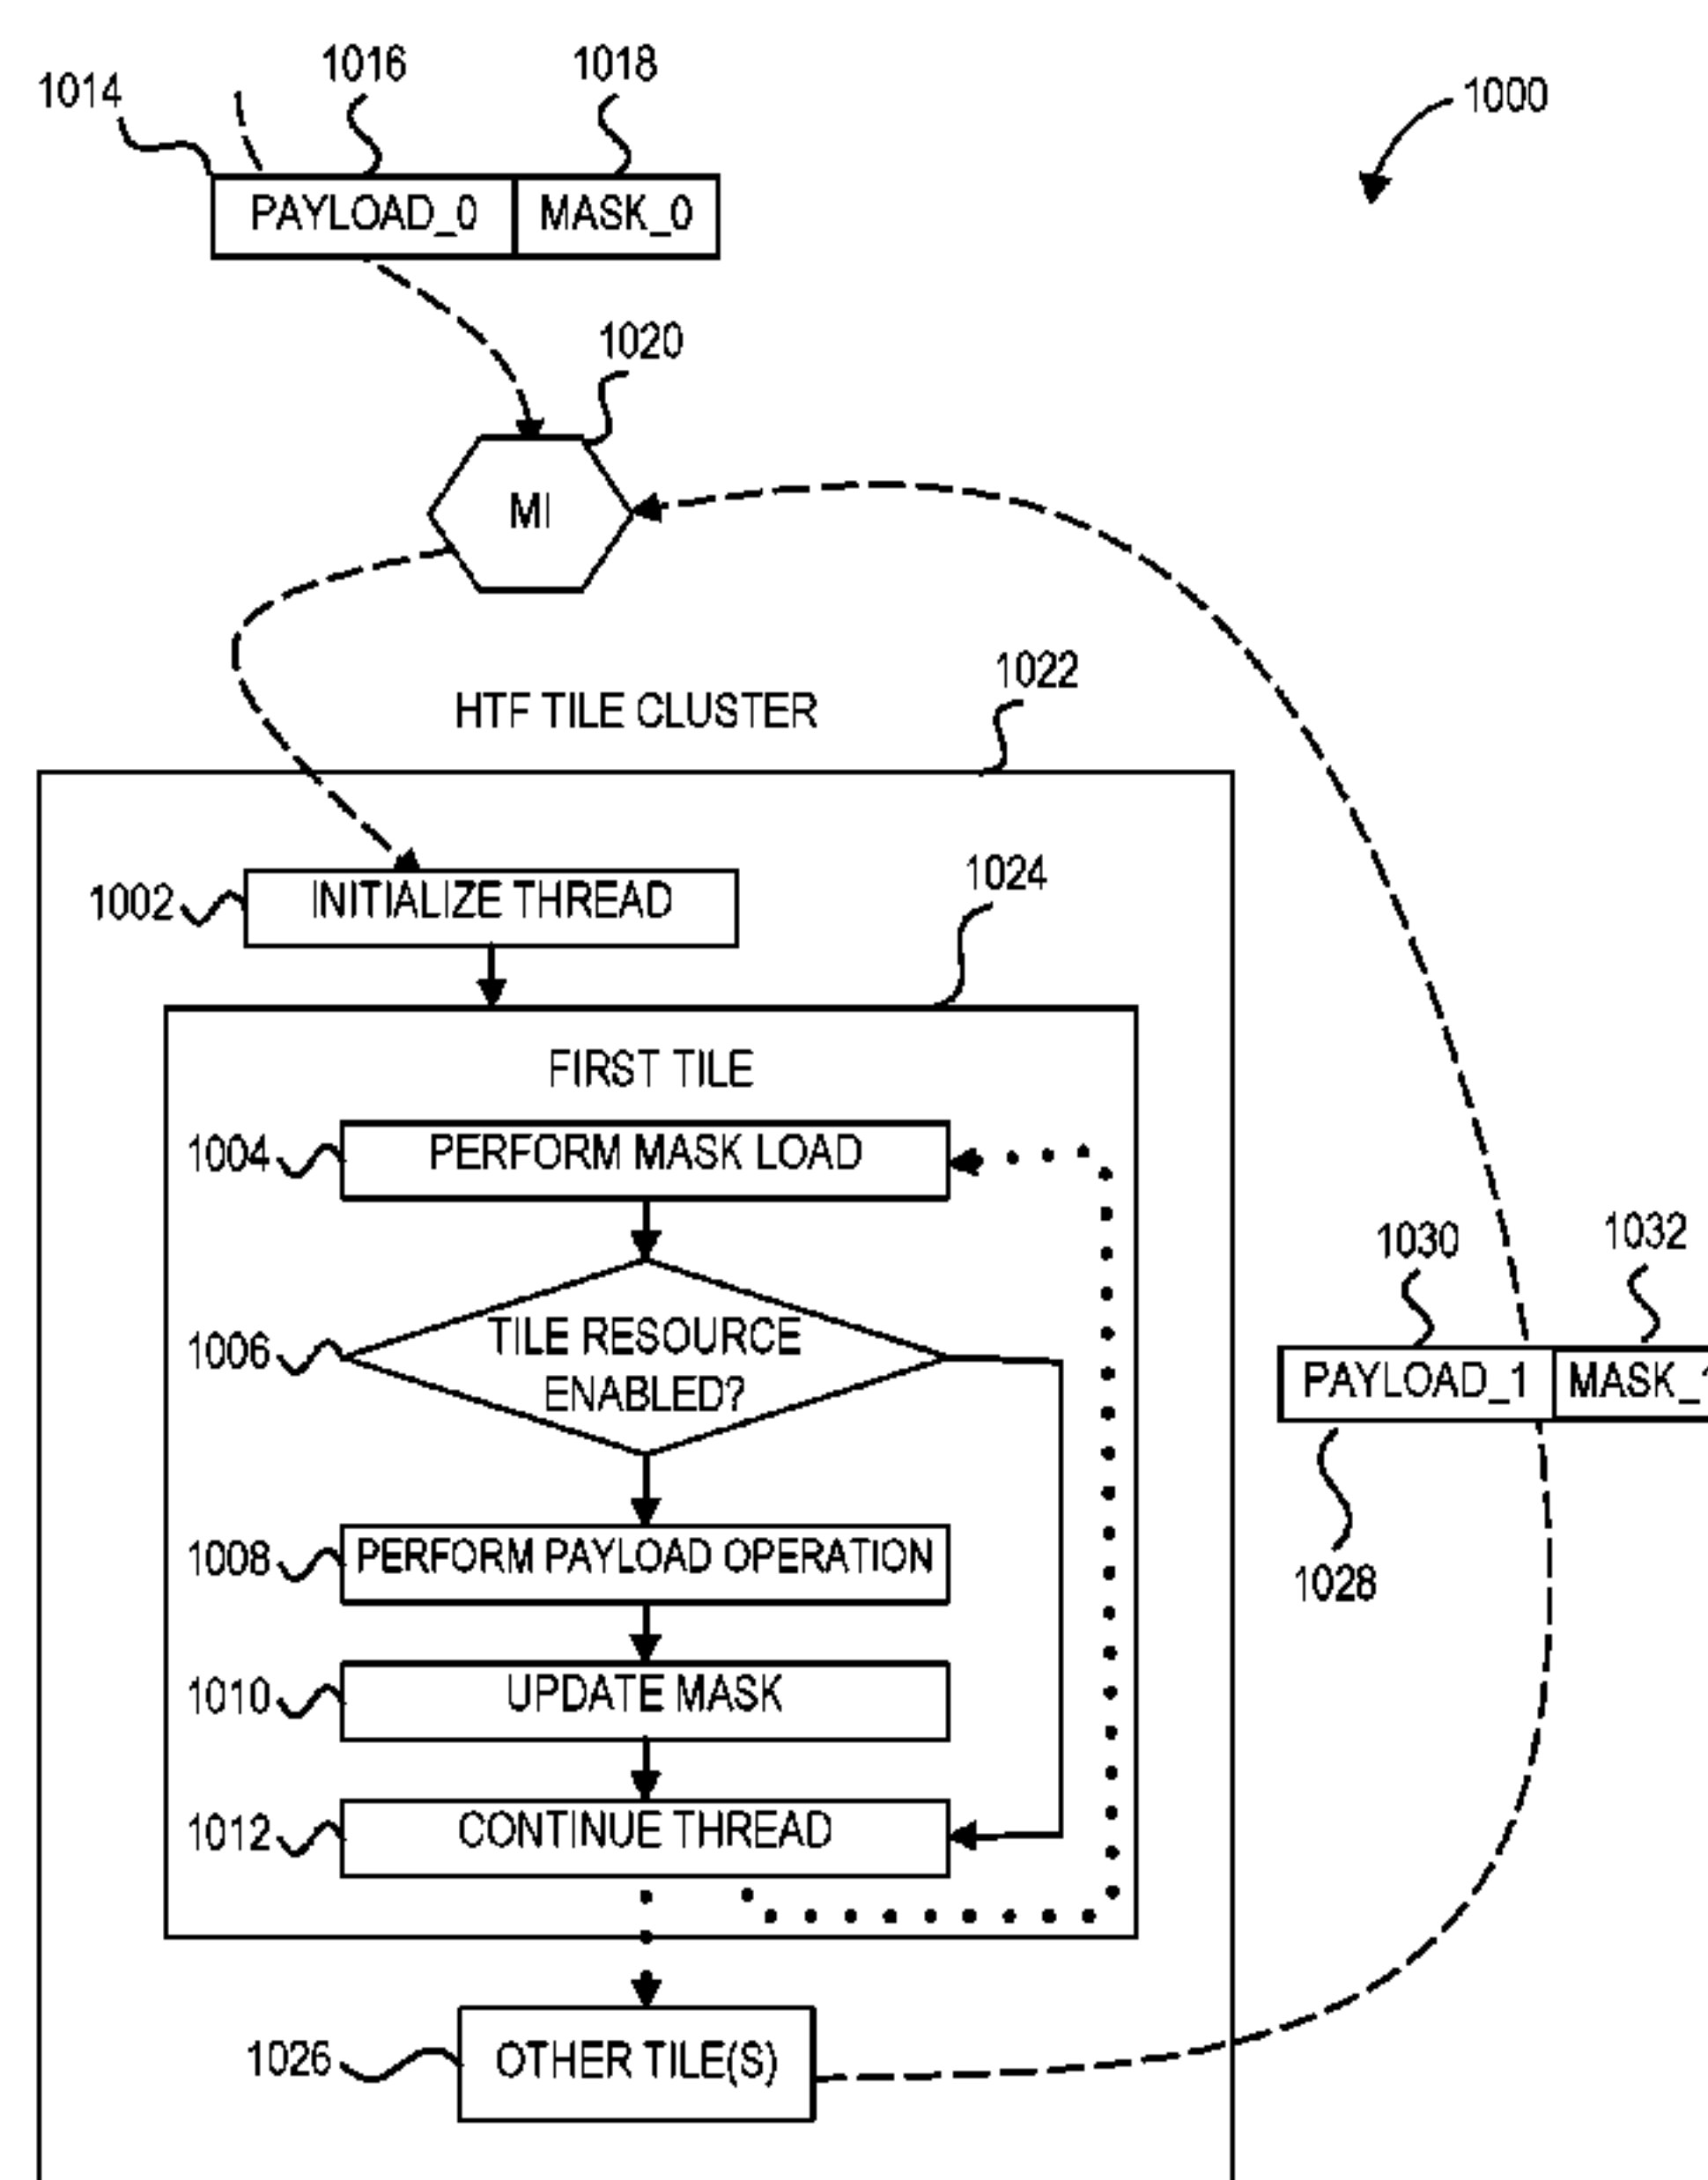 1014
1016
1018
1000
PAYLOAD_0
MASK_0
1020
MI
1022
HTF TILE CLUSTER
1024
1002
INITIALIZE THREAD
FIRST TILE
1004
PERFORM MASK LOAD
1030
1032
1006
TILE RESOURCE
ENABLED?
PAYLOAD_1
MASK_1
1028
1008
PERFORM PAYLOAD OPERATION
1010
UPDATE MASK
1012
CONTINUE THREAD
1026
OTHER TILE(S)